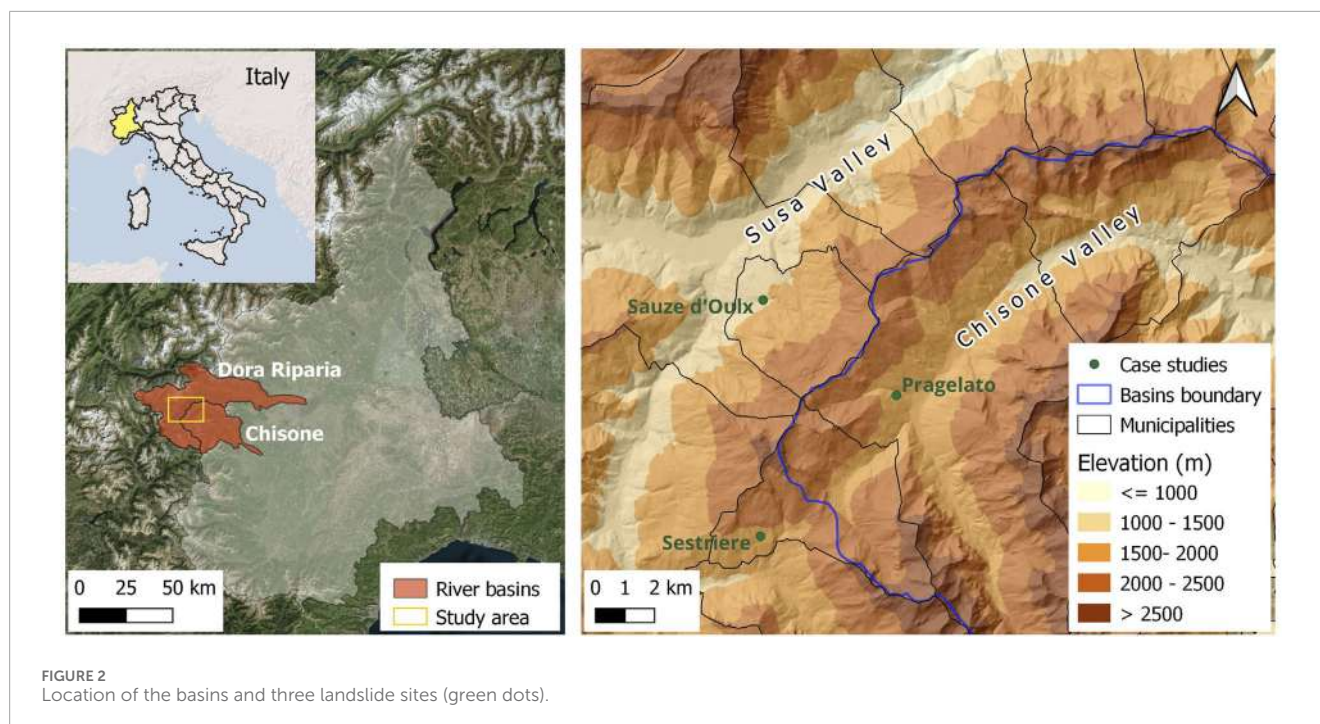 Italy
Dora Riparia
Chisone
0 25 50 km
River basins
Study area
Susa Valley
Chisone Valley
Sauze d'Oulx
Pragelato
Sestriere
0 1 2 km
Case studies
Basins boundary
Municipalities
Elevation (m)
<= 1000
1000 - 1500
1500- 2000
2000 - 2500
> 2500
FIGURE 2
Location of the basins and three landslide sites (green dots).